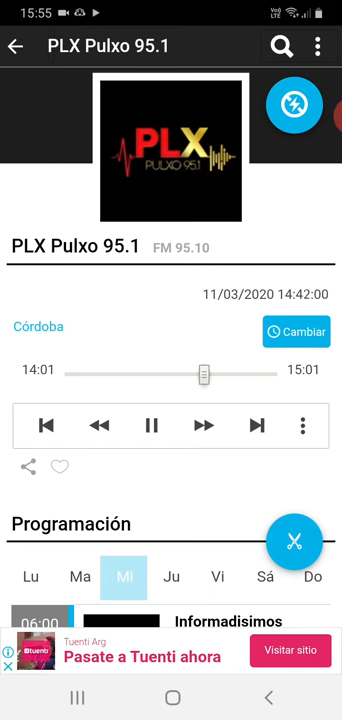 15:55
Vo))
LTE
PLX Pulxo 95.1
PLX
PULXO 95.1
PLX Pulxo 95.1 FM 95.10
11/03/2020 14:42:00
Córdoba
Cambiar
14:01
15:01
Programación
Lu Ma Mi Ju Vi Sá Do
06:00
Informadisimos
tuenti
Tuenti Arg
Pasate a Tuenti ahora
Visitar sitio